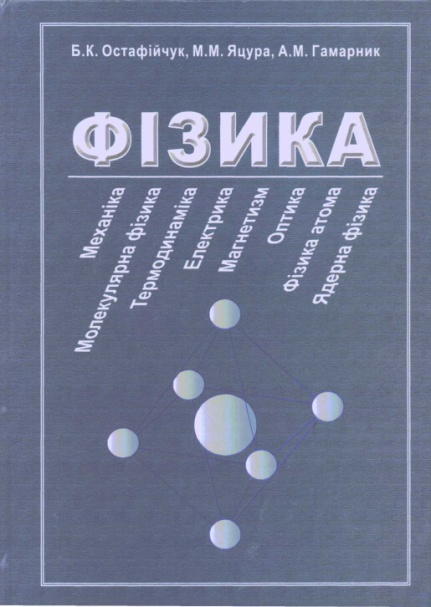 Б.К. Остафійчук, М.М. Яцура, А.М. Гамарник
ФІЗИКА
Механіка
Молекулярна фізика
Термодинаміка
Електрика
Магнетизм
Оптика
Фізика атома
Ядерна фізика